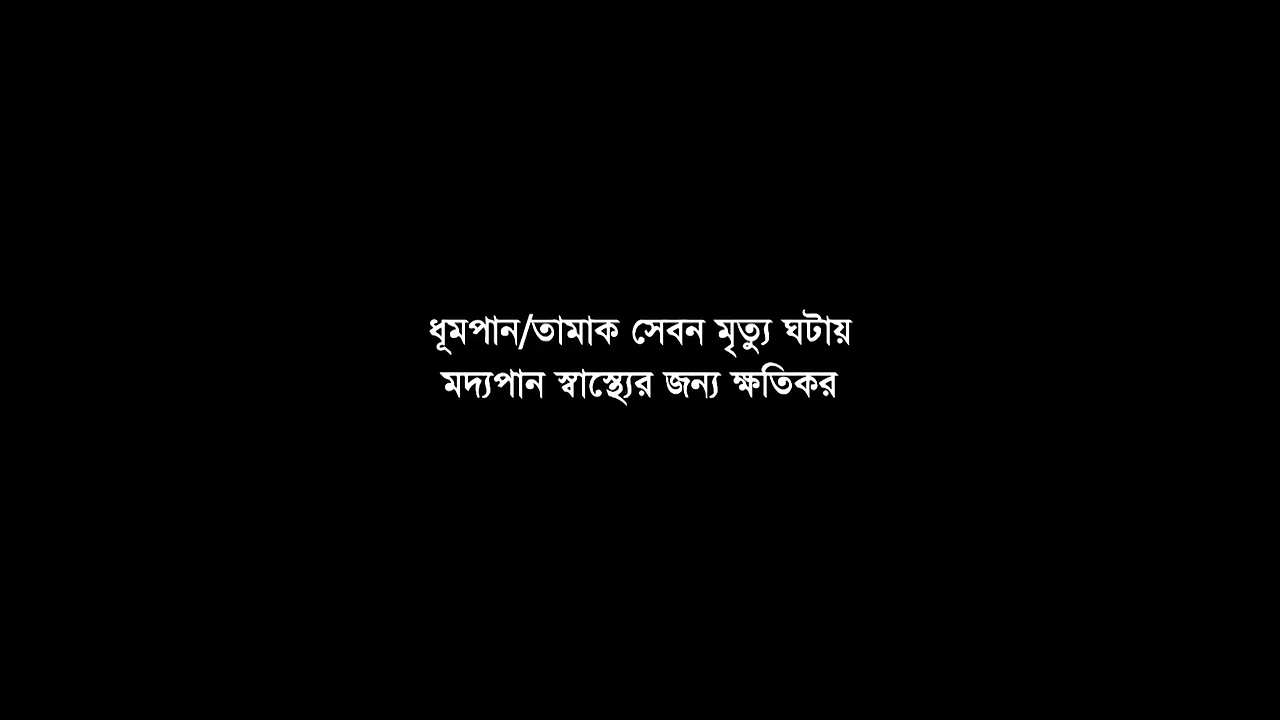 ধূমপান/তামাক সেবন মৃত্যু ঘটায়
মদ্যপান স্বাস্থ্যের জন্য ক্ষতিকর